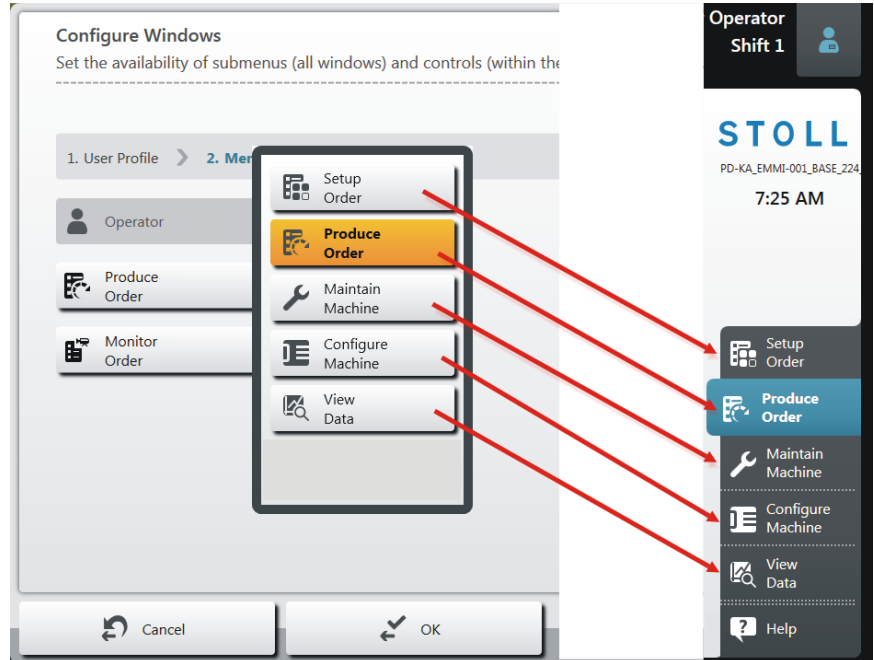 Configure Windows
Set the availability of submenus (all windows) and controls (within the
1. User Profile
2. Mer
Operator
Produce
Order
Monitor
Order
Setup
Order
Produce
Order
Maintain
Machine
Configure
Machine
View
Data
Cancel
OK
Operator
Shift 1
STOLL
PD-KA_EMMI-001_BASE_224_
7:25 AM
Setup
Order
Produce
Order
Maintain
Machine
Configure
Machine
View
Data
? Help